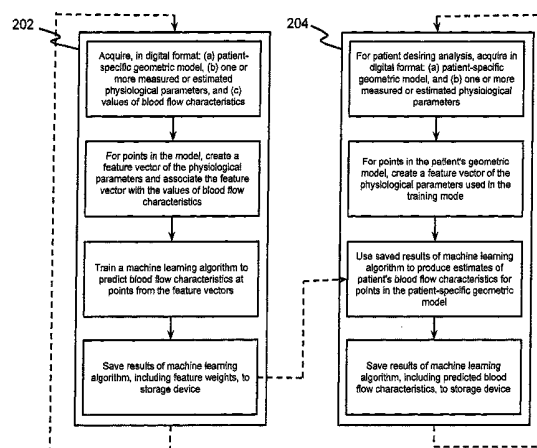 202
Acquire, in digital format: (a) patient-
specific geometric model, (b) one or
more measured or estimated
physiological parameters, and (c)
values of blood flow characteristics
For points in the model, create a
feature vector of the physiological
parameters and associate the feature
vector with the values of blood flow
characteristics
Train a machine learning algorithm to
predict blood flow characteristics at
points from the feature vectors
Save results of machine learning
algorithm, including feature weights, to
storage device
204
For patient desiring analysis, acquire in
digital format: (a) patient-specific
geometric model, and (b) one or more
measured or estimated physiological
parameters
For points in the patient's geometric
model, create a feature vector of the
physiological parameters used in the
training mode
Use saved results of machine learning
algorithm to produce estimates of
patient's blood flow characteristics for
points in the patient-specific geometric
model
Save results of machine learning
algorithm, including predicted blood
flow characteristics, to storage device